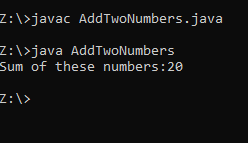 Z:\>javac AddTwoNumbers.java
Z:\>java AddTwoNumbers
Sum of these numbers:20
Z:\>